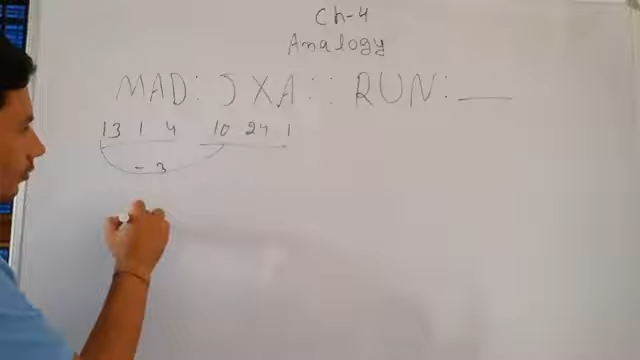 Ch-4
Analogy
MAD : JXA :: RUN : ___
13 1 4 10 24 1
- 3